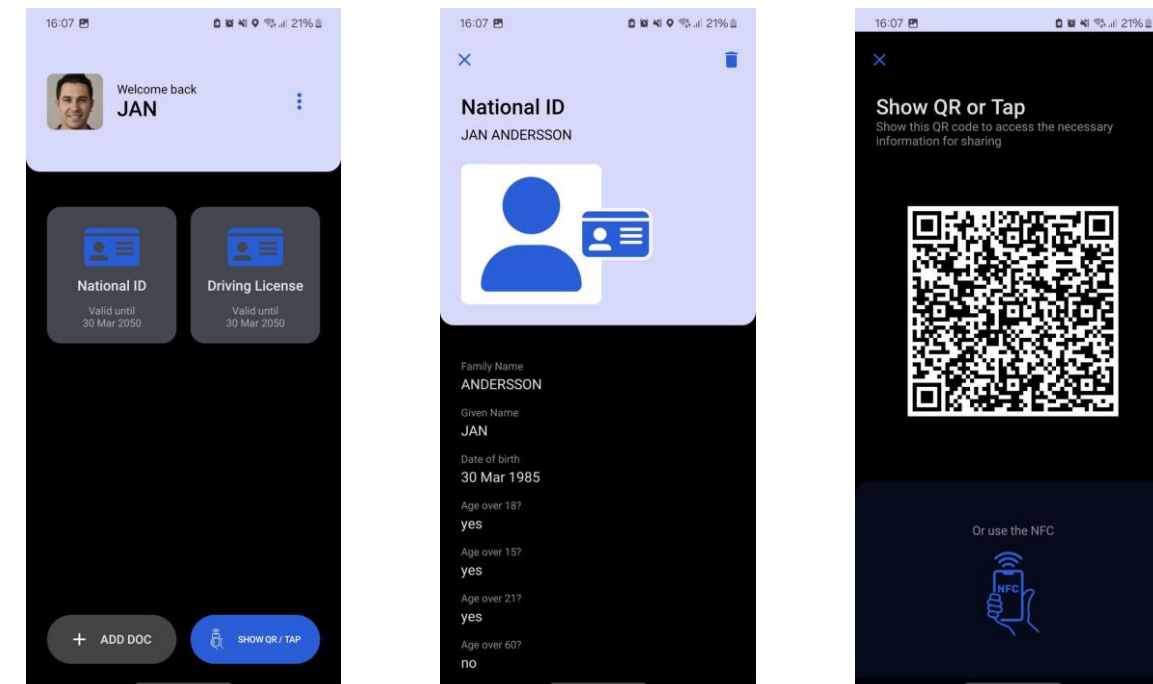 16:07 21%
Welcome back
JAN
National ID
Valid until
30 Mar 2050
Driving License
Valid until
30 Mar 2050
+ ADD DOC
SHOW QR / TAP
16:07 21%
National ID
JAN ANDERSSON
Family Name
ANDERSSON
Given Name
JAN
Date of birth
30 Mar 1985
Age over 18?
yes
Age over 15?
yes
Age over 21?
yes
Age over 60?
no
16:07 21%
Show QR or Tap
Show this QR code to access the necessary
information for sharing
Or use the NFC
NFC